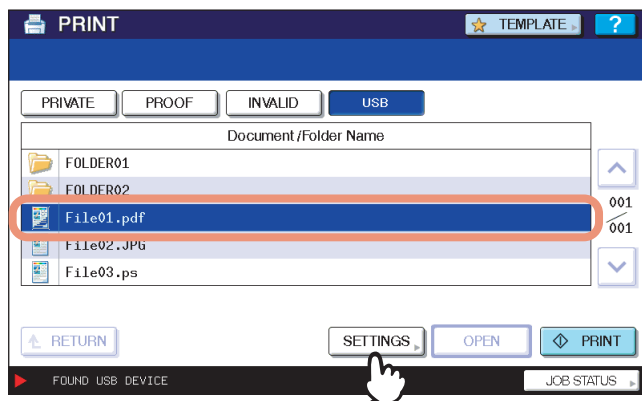 PRINT
TEMPLATE
?
PRIVATE
PROOF
INVALID
USB
Document/Folder Name
FOLDER01
FOLDER02
File01.pdf
File02.JPG
File03.ps
001
001
RETURN
SETTINGS
OPEN
PRINT
FOUND USB DEVICE
JOB STATUS